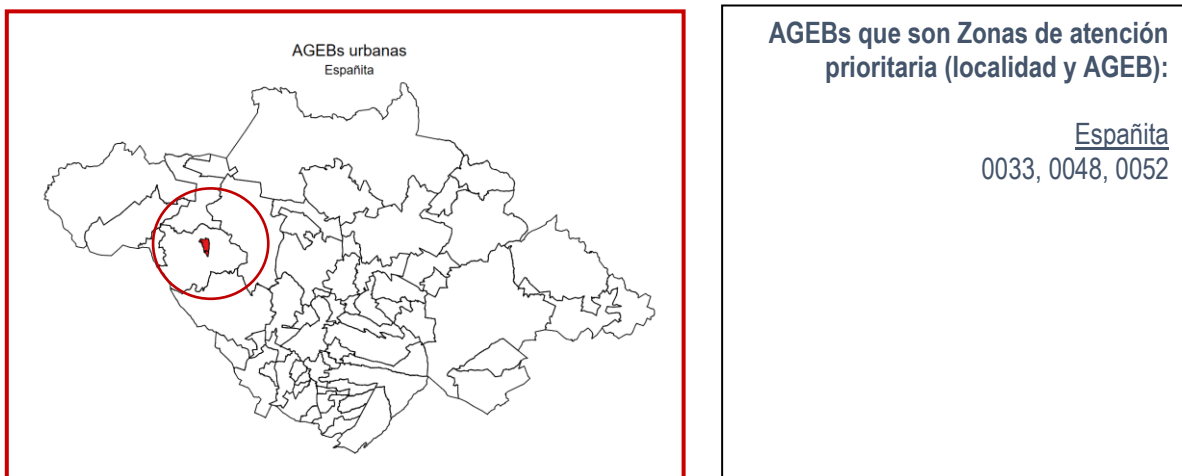 AGEBs urbanas
Españita
AGEBs que son Zonas de atención
prioritaria (localidad y AGEB):
Españita
0033, 0048, 0052